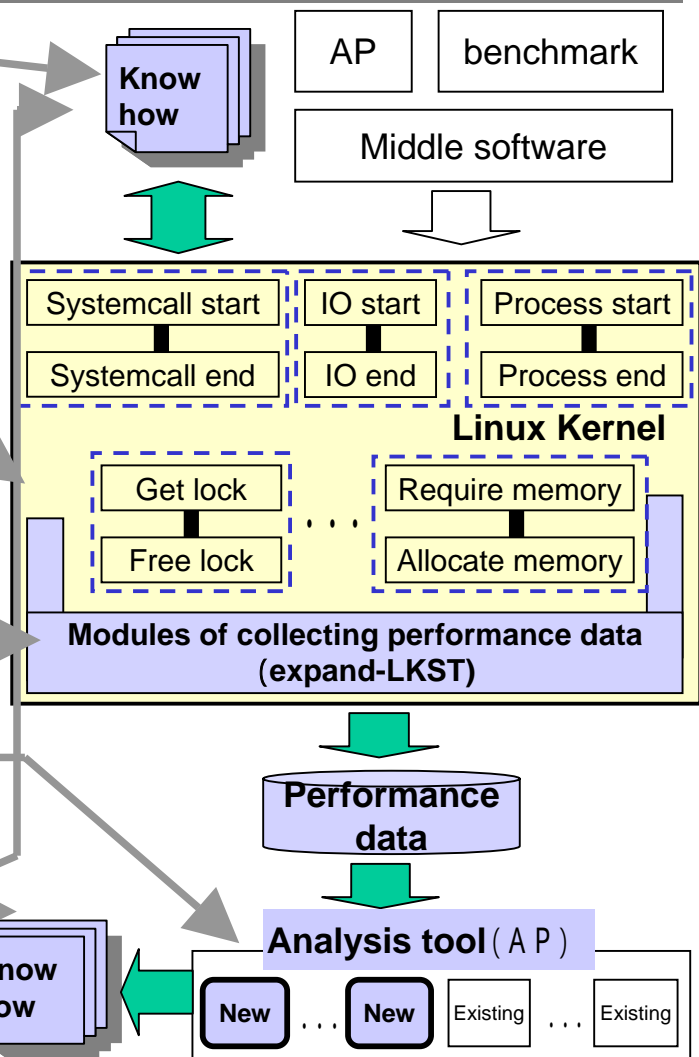 Know
how
AP
benchmark
Middle software
Systemcall start
IO start
Process start
Systemcall end
IO end
Process end
Linux Kernel
Get lock
Require memory
. . .
Free lock
Allocate memory
Modules of collecting performance data
(expand-LKST)
Performance
data
Analysis tool(AP)
now
ow
New
. . .
New
Existing
. . .
Existing